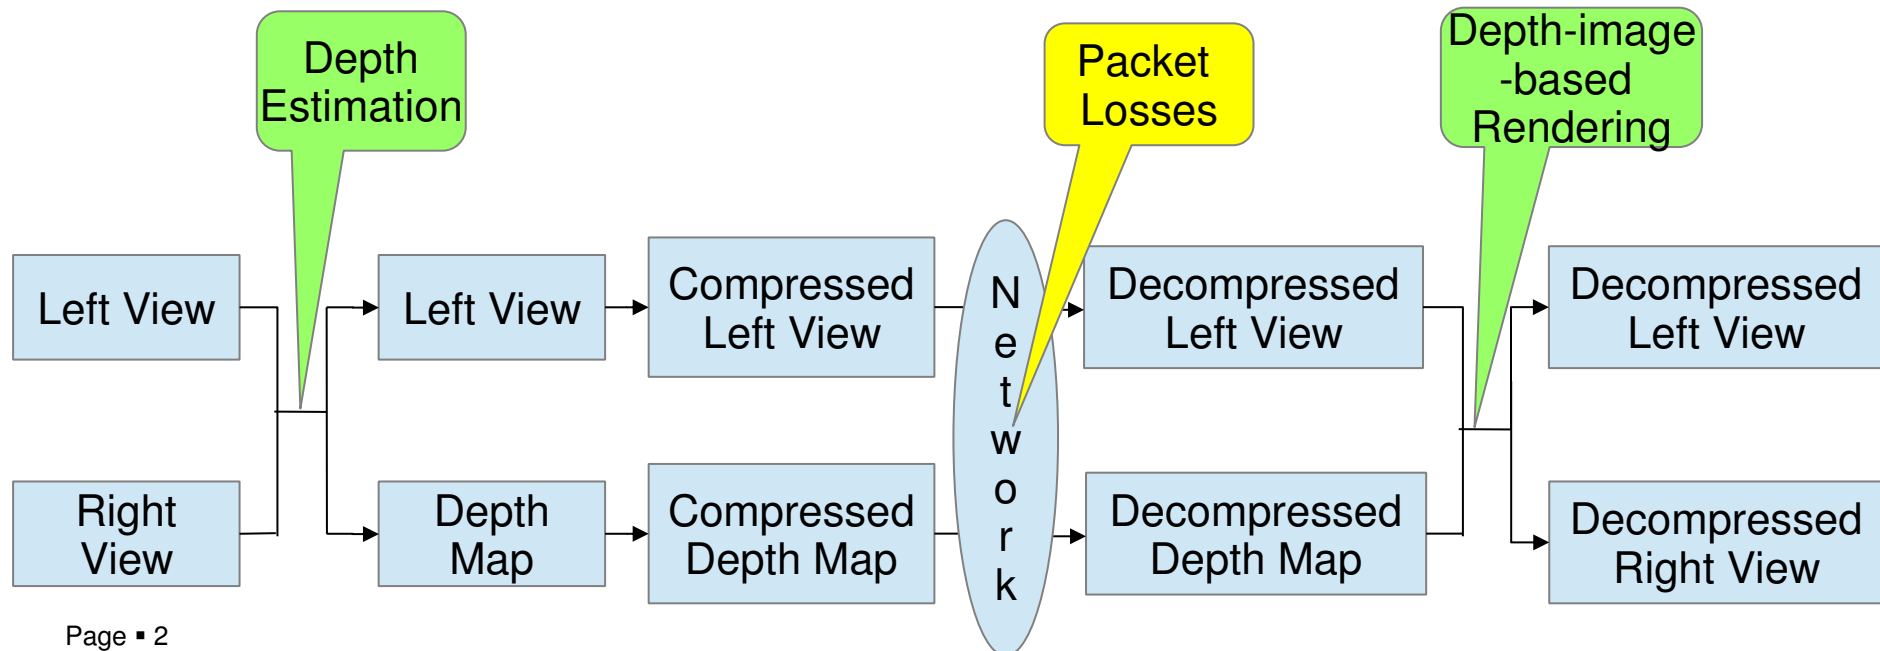 Depth
Estimation
Packet
Losses
Depth-image
-based
Rendering
Left View
Left View
Compressed
Left View
N
e
t
w
o
r
k
Decompressed
Left View
Decompressed
Left View
Right
View
Depth
Map
Compressed
Depth Map
Decompressed
Depth Map
Decompressed
Right View
Page ▪ 2